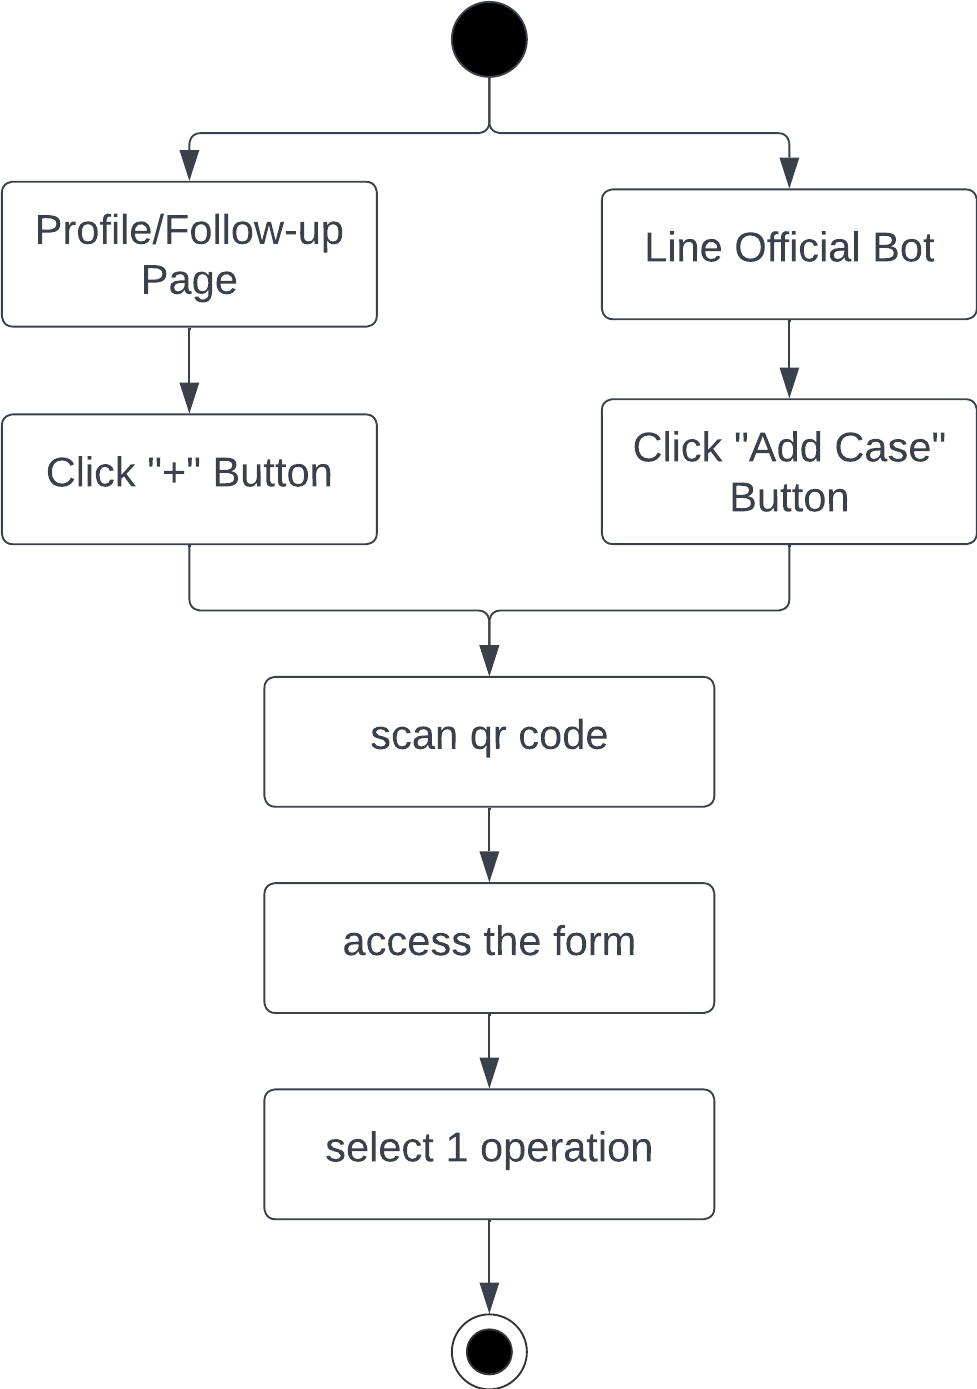 Profile/Follow-up
Page
Line Official Bot
Click "+" Button
Click "Add Case"
Button
scan qr code
access the form
select 1 operation